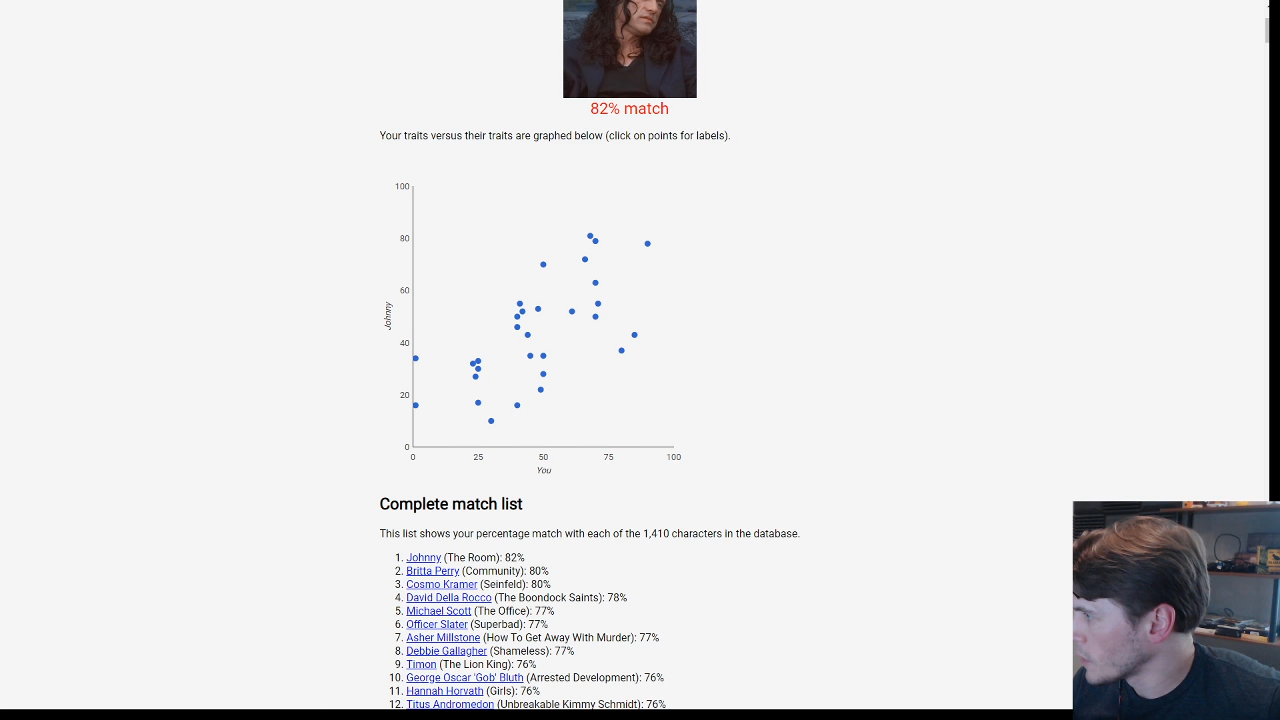 82% match
Your traits versus their traits are graphed below (click on points for labels).
100
80
60
40
20
0
Johnny
0 25 50 75 100
You
Complete match list
This list shows your percentage match with each of the 1,410 characters in the database.
1. Johnny (The Room): 82%
2. Britta Perry (Community): 80%
3. Cosmo Kramer (Seinfeld): 80%
4. David Della Rocco (The Boondock Saints): 78%
5. Michael Scott (The Office): 77%
6. Officer Slater (Superbad): 77%
7. Asher Millstone (How To Get Away With Murder): 77%
8. Debbie Gallagher (Shameless): 77%
9. Timon (The Lion King): 76%
10. George Oscar 'Gob' Bluth (Arrested Development): 76%
11. Hannah Horvath (Girls): 76%
12. Titus Andromedon (Unbreakable Kimmy Schmidt): 76%